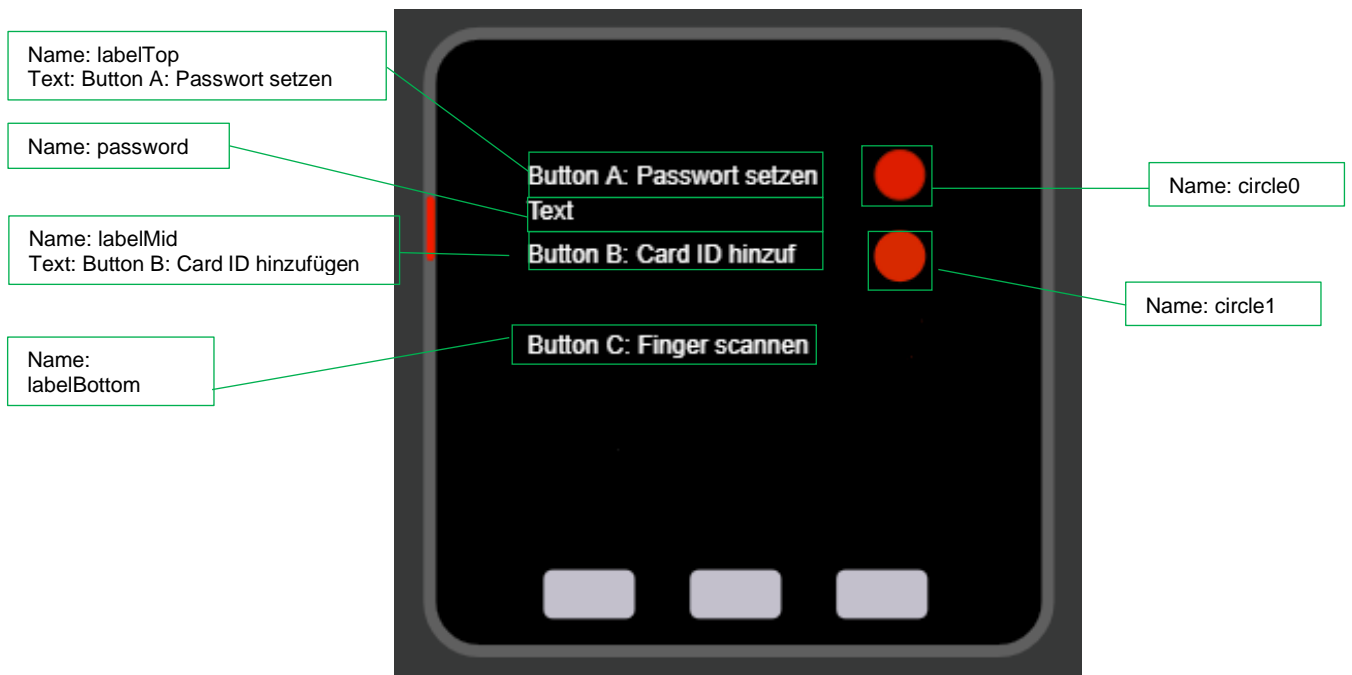 Name: labelTop
Text: Button A: Passwort setzen
Name: password
Name: labelMid
Text: Button B: Card ID hinzufügen
Name:
labelBottom
Button A: Passwort setzen
Text
Button B: Card ID hinzuf
Button C: Finger scannen
Name: circle0
Name: circle1